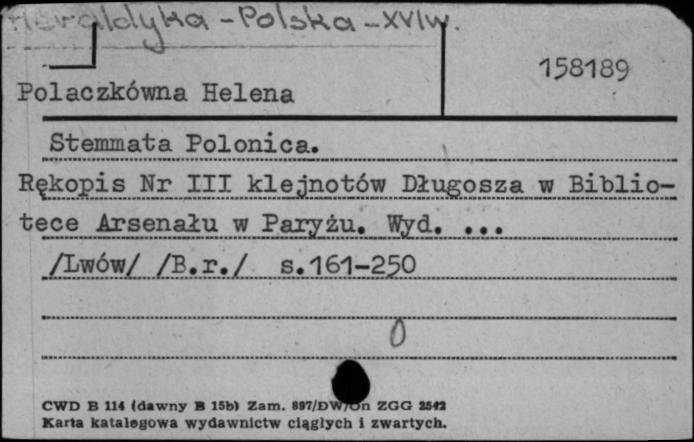 Heraldyka - Polska - XVI w.
158189
Polaczkówna Helena
Stemmata Polonica.
Rękopis Nr III klejnotów Długosza w Biblio-
tece Arsenału w Paryżu. Wyd. ...
/Lwów/ /B.r./ s.161-250
0
CWD B 114 (dawny B 15b) Zam. 897/DW/On ZGG 2542
Karta katalogowa wydawnictw ciągłych i zwartych.